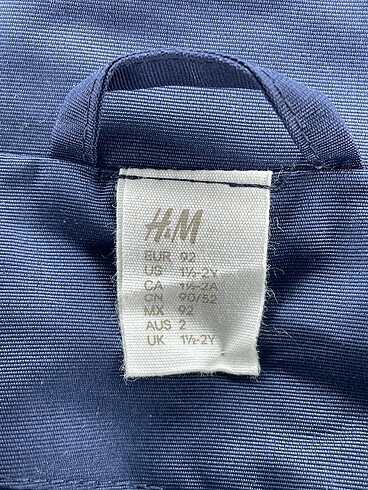 H&M
EUR 92
US 1½-2Y
CA 1½-2A
CN 90/52
MX 92
AUS 2
UK 1½-2Y